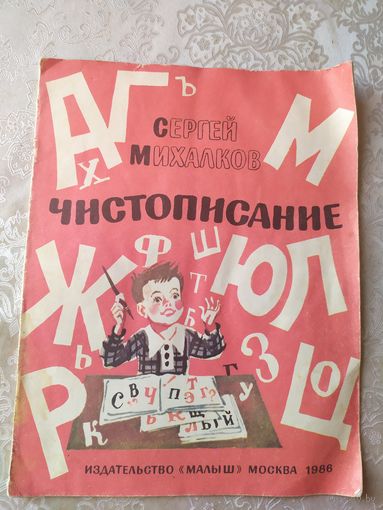 А Г Ъ
Х
М
СЕРГЕЙ
МИХАЛКОВ
ЧИСТОПИСАНИЕ
Ж Ф Ш Ю Л
Т
Б
Ь
Р К З Щ
Г
У
С В Ч П Т
Э Г?
Ь К Щ
Ы Й
ИЗДАТЕЛЬСТВО «МАЛЫШ» МОСКВА 1986